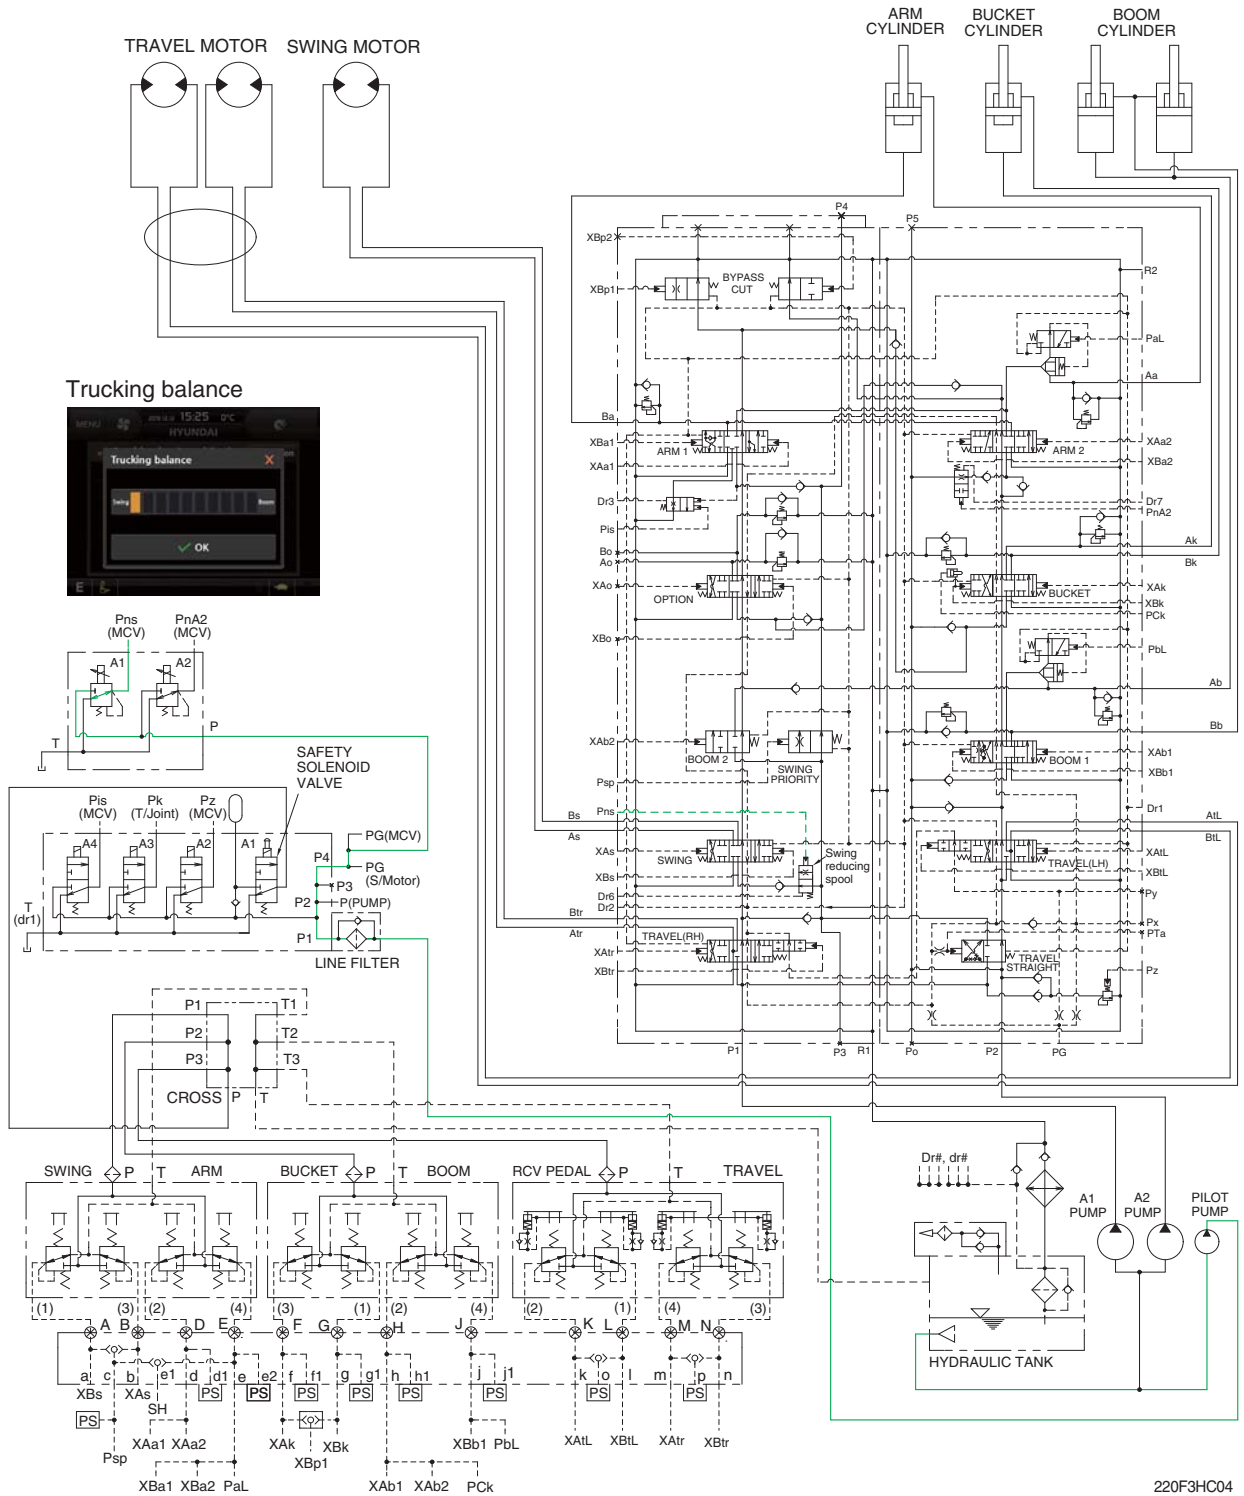 ARM
CYLINDER
BUCKET
CYLINDER
BOOM
CYLINDER
TRAVEL MOTOR
SWING MOTOR
P4
P5
XBp2
XBp1
BYPASS
CUT
R2
PaL
Aa
Ba
XBa1
XAa1
ARM 1
ARM 2
XAa2
XBa2
Dr3
Pis
Dr7
PnA2
Bo
Ao
XAo
OPTION
XBo
Ak
Bk
XAk
XBk
PCk
BUCKET
PbL
Ab
Bb
XAb2
BOOM 2
Psp
SWING
PRIORITY
BOOM 1
XAb1
XBb1
Pns
Dr1
Bs
As
AtL
BtL
XAs
SWING
XBs
Swing
reducing
spool
Dr6
Dr2
TRAVEL(LH)
XAtL
XBtL
Py
Px
PTa
Btr
Atr
TRAVEL(RH)
XAtr
XBtr
TRAVEL
STRAIGHT
Pz
P1
P3
R1
Po
P2
PG
Trucking balance
MENU
15:25
0°C
HYUNDAI
Trucking balance
X
Swing
Boom
OK
E
Pns
(MCV)
PnA2
(MCV)
A1
A2
P
T
SAFETY
SOLENOID
VALVE
Pis
(MCV)
Pk
(T/Joint)
Pz
(MCV)
A4
A3
A2
A1
P4
PG(MCV)
PG
(S/Motor)
P3
P2
P(PUMP)
P1
T
(dr1)
LINE FILTER
P1
T1
P2
T2
P3
T3
CROSS
P
T
SWING
P
T
ARM
BUCKET
P
T
BOOM
RCV PEDAL
P
T
TRAVEL
(1)
(3)
(2)
(4)
(3)
(1)
(2)
(4)
(2)
(1)
(4)
(3)
A
B
D
E
F
G
H
J
K
L
M
N
a
c
b
e1
d
d1
e
e2
f
f1
g
g1
h
h1
j
j1
k
o
l
m
p
n
XBs
XAs
SH
PS
PS
PS
PS
PS
PS
PS
PS
PS
Psp
XAa1
XAa2
XBa1
XBa2
PaL
XAk
XBk
XBp1
XAb1
XAb2
PCk
XBb1
PbL
XAtL
XBtL
XAtr
XBtr
Dr#, dr#
A1
PUMP
A2
PUMP
PILOT
PUMP
HYDRAULIC TANK
220F3HC04